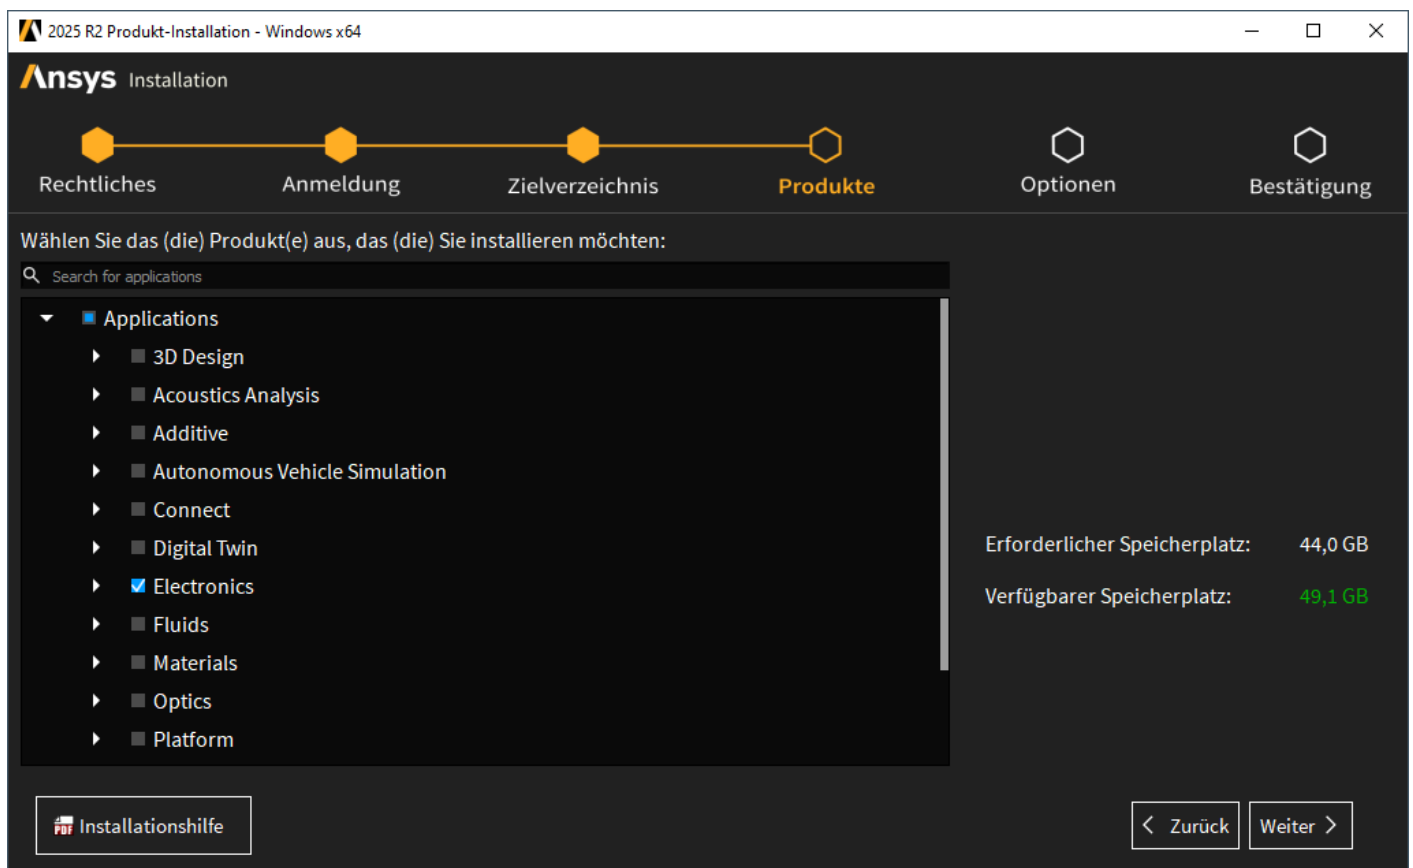 2025 R2 Produkt-Installation - Windows x64
Ansys Installation
Rechtliches Anmeldung Zielverzeichnis Produkte Optionen Bestätigung
Wählen Sie das (die) Produkt(e) aus, das (die) Sie installieren möchten:
Search for applications
Applications
3D Design
Acoustics Analysis
Additive
Autonomous Vehicle Simulation
Connect
Digital Twin
Electronics
Fluids
Materials
Optics
Platform
Erforderlicher Speicherplatz: 44,0 GB
Verfügbarer Speicherplatz: 49,1 GB
PDF Installationshilfe
Zurück
Weiter